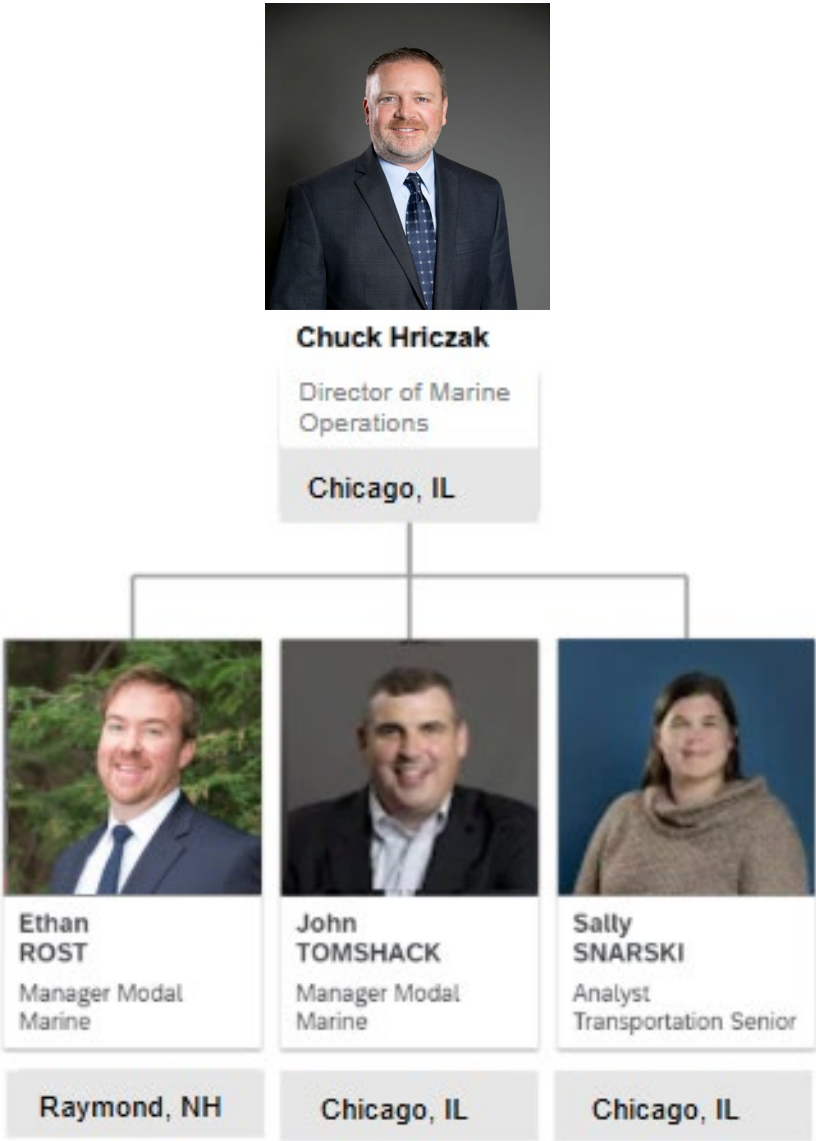 Chuck Hriczak
Director of Marine
Operations
Chicago, IL
Ethan
ROST
Manager Modal
Marine
Raymond, NH
John
TOMSHACK
Manager Modal
Marine
Chicago, IL
Sally
SNARSKI
Analyst
Transportation Senior
Chicago, IL